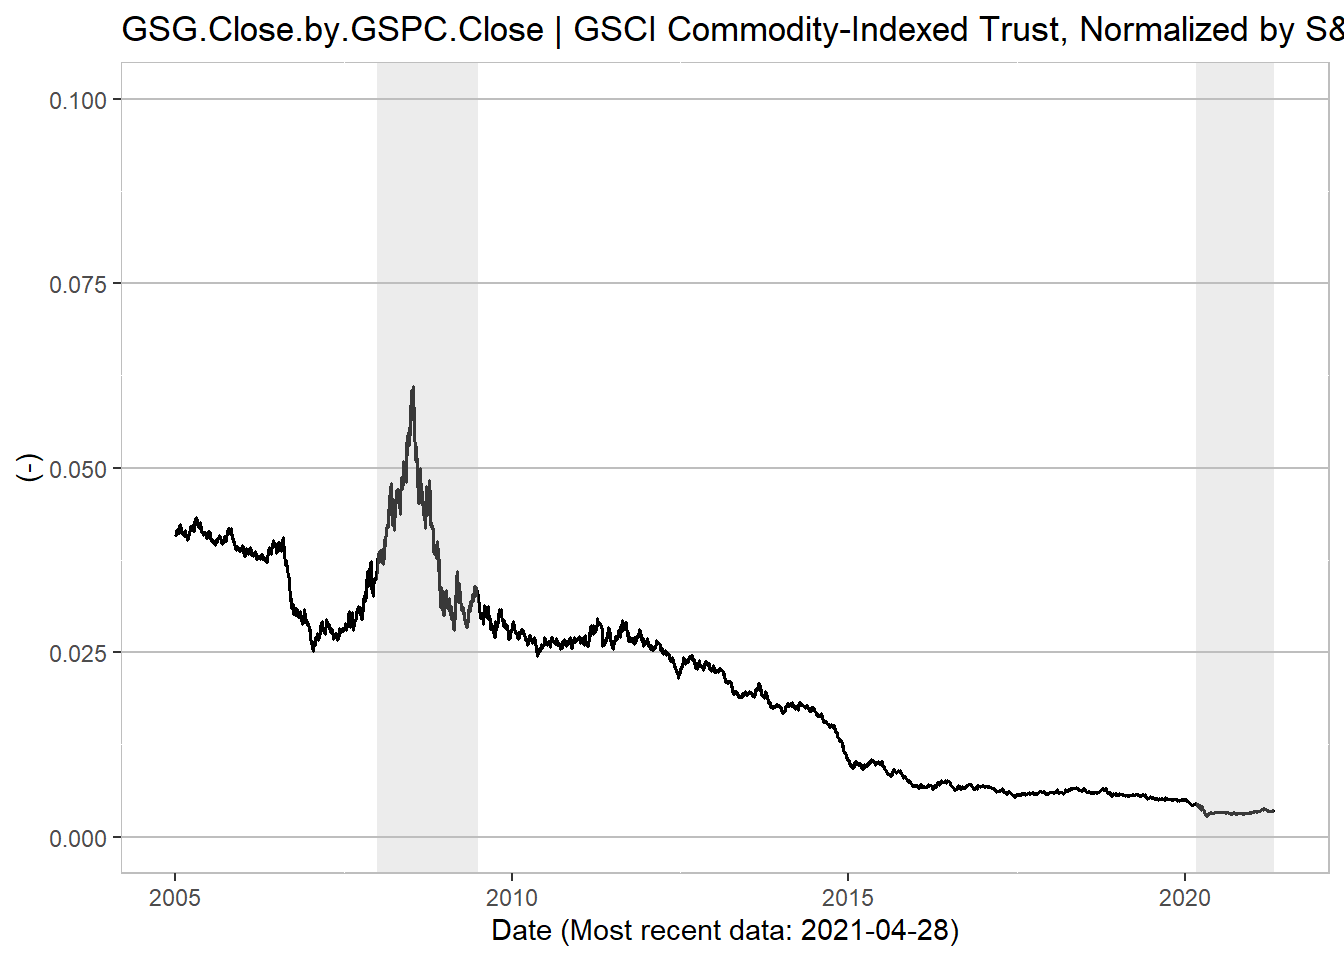 GSG.Close.by.GSPC.Close | GSCI Commodity-Indexed Trust, Normalized by S&
0.100
0.075
0.050
0.025
0.000
(-)
2005 2010 2015 2020
Date (Most recent data: 2021-04-28)